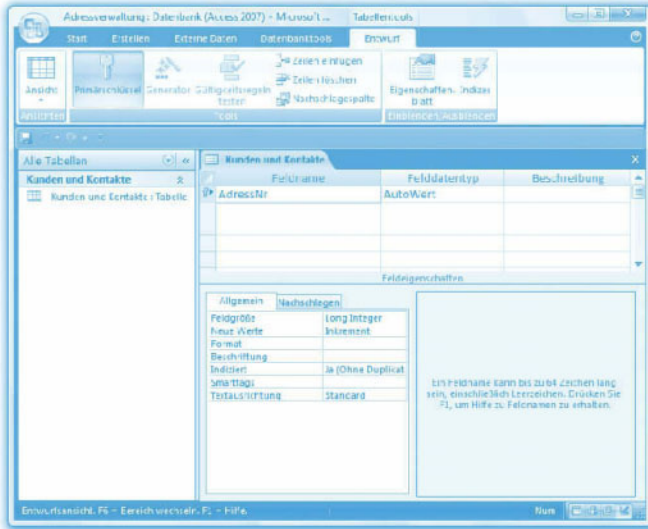 Adressverwaltung : Datenbank (Access 2007) - Microsoft ... Tabellentools
Start Erstellen Externe Daten Datenbanktools Entwurf
Ansicht Primärschlüssel Generator Gültigkeitsregeln testen
Zeilen einfügen
Zeilen löschen
Nachschlagespalte
Eigenschaften- blatt Indizes
Ansichten Tools Einblenden/Ausblenden
Alle Tabellen Kunden und Kontakte
Kunden und Kontakte Feldname Felddatentyp Beschreibung
Kunden und Kontakte : Tabelle AdressNr AutoWert
Feldeigenschaften
Allgemein Nachschlagen
Feldgröße Long Integer
Neue Werte Inkrement
Format
Beschriftung
Indiziert Ja (Ohne Duplikat
Smarttags
Textausrichtung Standard
Ein Feldname kann bis zu 64 Zeichen lang
sein, einschließlich Leerzeichen. Drücken Sie
F1, um Hilfe zu Feldnamen zu erhalten.
Entwurfsansicht. F6 = Bereich wechseln. F1 = Hilfe. Num